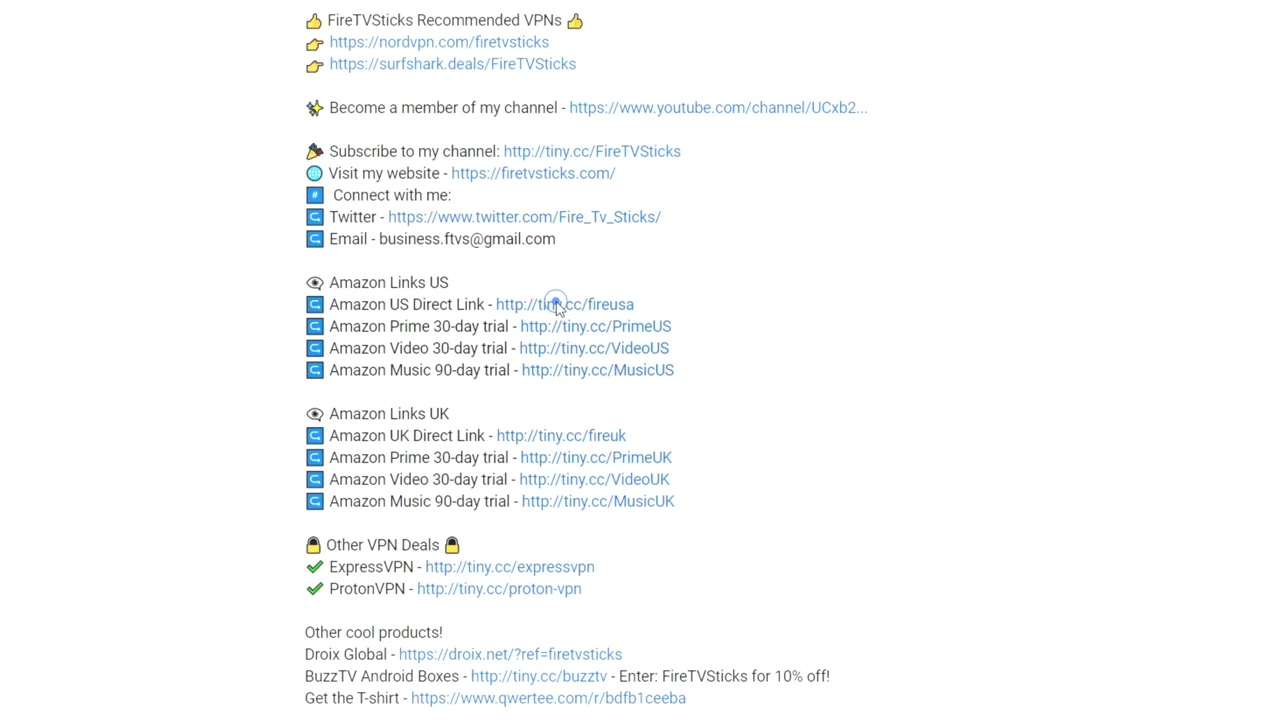 👍 FireTVSticks Recommended VPNs 👍
👉 https://nordvpn.com/firetvsticks
👉 https://surfshark.deals/FireTVSticks
✨ Become a member of my channel - https://www.youtube.com/channel/UCxb2...
🎉 Subscribe to my channel: http://tiny.cc/FireTVSticks
🌐 Visit my website - https://firetvsticks.com/
#️⃣ Connect with me:
↪️ Twitter - https://www.twitter.com/Fire_Tv_Sticks/
↪️ Email - business.ftvs@gmail.com
👁️ Amazon Links US
↪️ Amazon US Direct Link - http://tiny.cc/fireusa
↪️ Amazon Prime 30-day trial - http://tiny.cc/PrimeUS
↪️ Amazon Video 30-day trial - http://tiny.cc/VideoUS
↪️ Amazon Music 90-day trial - http://tiny.cc/MusicUS
👁️ Amazon Links UK
↪️ Amazon UK Direct Link - http://tiny.cc/fireuk
↪️ Amazon Prime 30-day trial - http://tiny.cc/PrimeUK
↪️ Amazon Video 30-day trial - http://tiny.cc/VideoUK
↪️ Amazon Music 90-day trial - http://tiny.cc/MusicUK
🔒 Other VPN Deals 🔒
✔️ ExpressVPN - http://tiny.cc/expressvpn
✔️ ProtonVPN - http://tiny.cc/proton-vpn
Other cool products!
Droix Global - https://droix.net/?ref=firetvsticks
BuzzTV Android Boxes - http://tiny.cc/buzztv - Enter: FireTVSticks for 10% off!
Get the T-shirt - https://www.qwertee.com/r/bdfb1ceeba